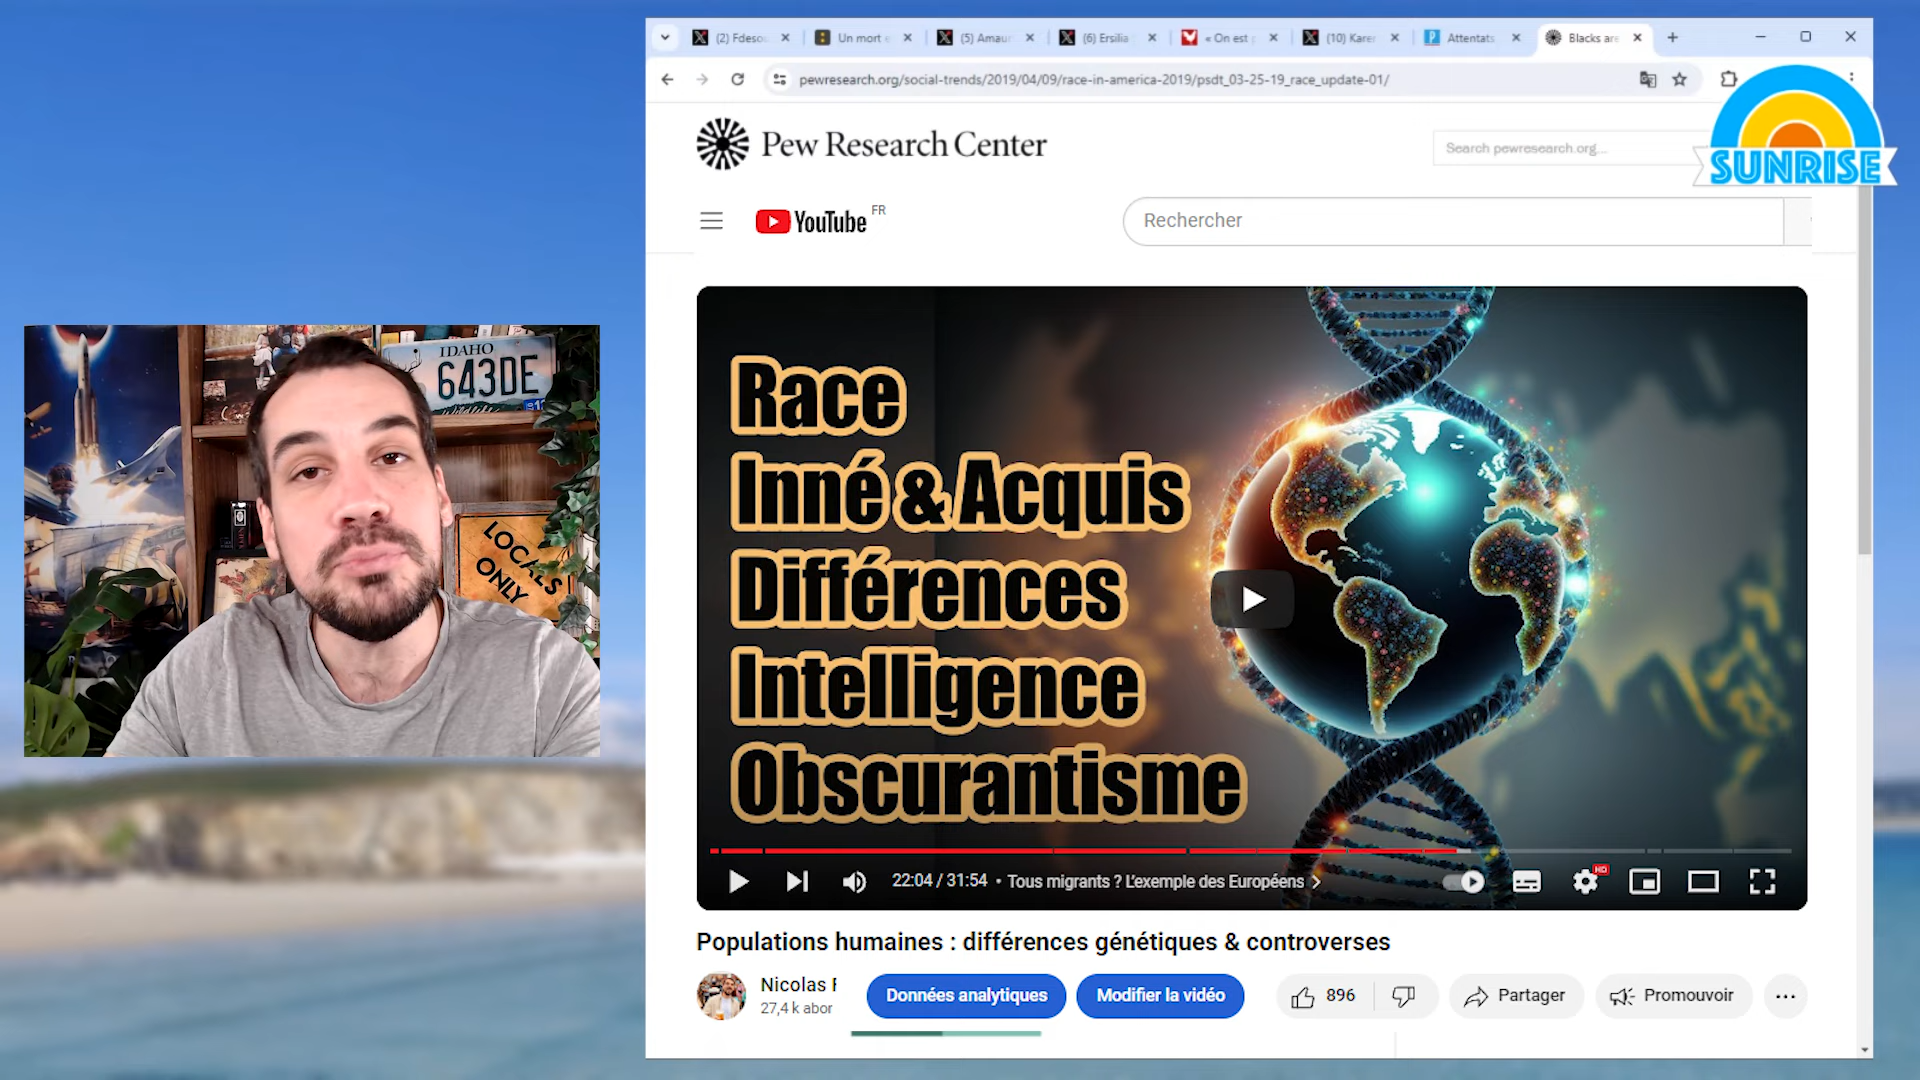 (2) Fdesou
Un mort e
(5) Amaur
(6) Ersilia
« On est
(10) Karen
Attentats
Blacks are
pewresearch.org/social-trends/2019/04/09/race-in-america-2019/psdt_03-25-19_race_update-01/
Pew Research Center
Search pewresearch.org...
SUNRISE
YouTube FR
Rechercher
IDAHO
643DE
LOCALS
ONLY
Race
Inné & Acquis
Différences
Intelligence
Obscurantisme
22:04 / 31:54 • Tous migrants ? L'exemple des Européens
HD
Populations humaines : différences génétiques & controverses
Nicolas
27,4 k abor
Données analytiques
Modifier la vidéo
896
Partager
Promouvoir